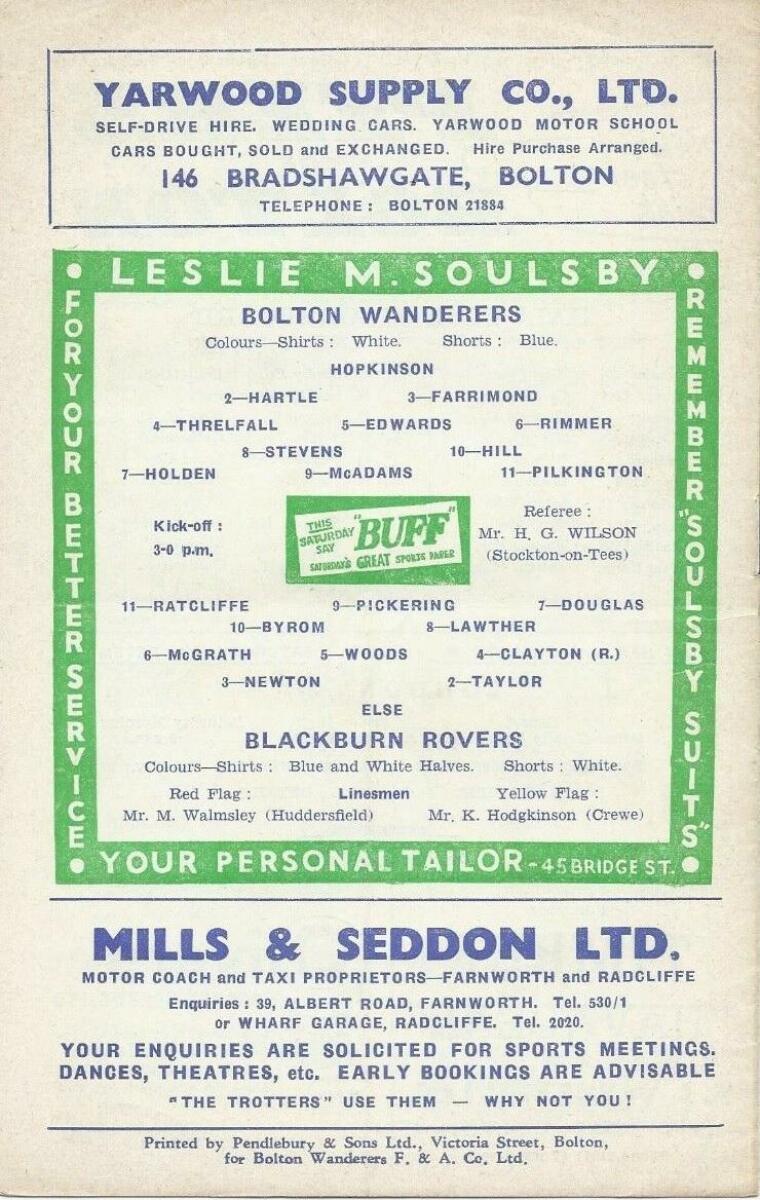 YARWOOD SUPPLY CO., LTD.
SELF-DRIVE HIRE. WEDDING CARS. YARWOOD MOTOR SCHOOL
CARS BOUGHT, SOLD and EXCHANGED. Hire Purchase Arranged.
146 BRADSHAWGATE, BOLTON
TELEPHONE: BOLTON 21884
• LESLIE M. SOULSBY •
FOR YOUR BETTER SERVICE
REMEMBER "SOULSBY SUITS"
BOLTON WANDERERS
Colours—Shirts: White. Shorts: Blue.
HOPKINSON
2—HARTLE 3—FARRIMOND
4—THRELFALL 5—EDWARDS 6—RIMMER
8—STEVENS 10—HILL
7—HOLDEN 9—McADAMS 11—PILKINGTON
Kick-off:
3-0 p.m.
THIS
SATURDAY
SAY
"BUFF"
SATURDAY'S GREAT SPORTS PAPER
Referee:
Mr. H. G. WILSON
(Stockton-on-Tees)
11—RATCLIFFE 9—PICKERING 7—DOUGLAS
10—BYROM 8—LAWTHER
6—McGRATH 5—WOODS 4—CLAYTON (R.)
3—NEWTON 2—TAYLOR
ELSE
BLACKBURN ROVERS
Colours—Shirts: Blue and White Halves. Shorts: White.
Red Flag: Linesmen Yellow Flag:
Mr. M. Walmsley (Huddersfield) Mr. K. Hodgkinson (Crewe)
• YOUR PERSONAL TAILOR - 45 BRIDGE ST. •
MILLS & SEDDON LTD.
MOTOR COACH and TAXI PROPRIETORS—FARNWORTH and RADCLIFFE
Enquiries: 39, ALBERT ROAD, FARNWORTH. Tel. 530/1
or WHARF GARAGE, RADCLIFFE. Tel. 2020.
YOUR ENQUIRIES ARE SOLICITED FOR SPORTS MEETINGS.
DANCES, THEATRES, etc. EARLY BOOKINGS ARE ADVISABLE
"THE TROTTERS" USE THEM — WHY NOT YOU!
Printed by Pendlebury & Sons Ltd., Victoria Street, Bolton,
for Bolton Wanderers F. & A. Co. Ltd.